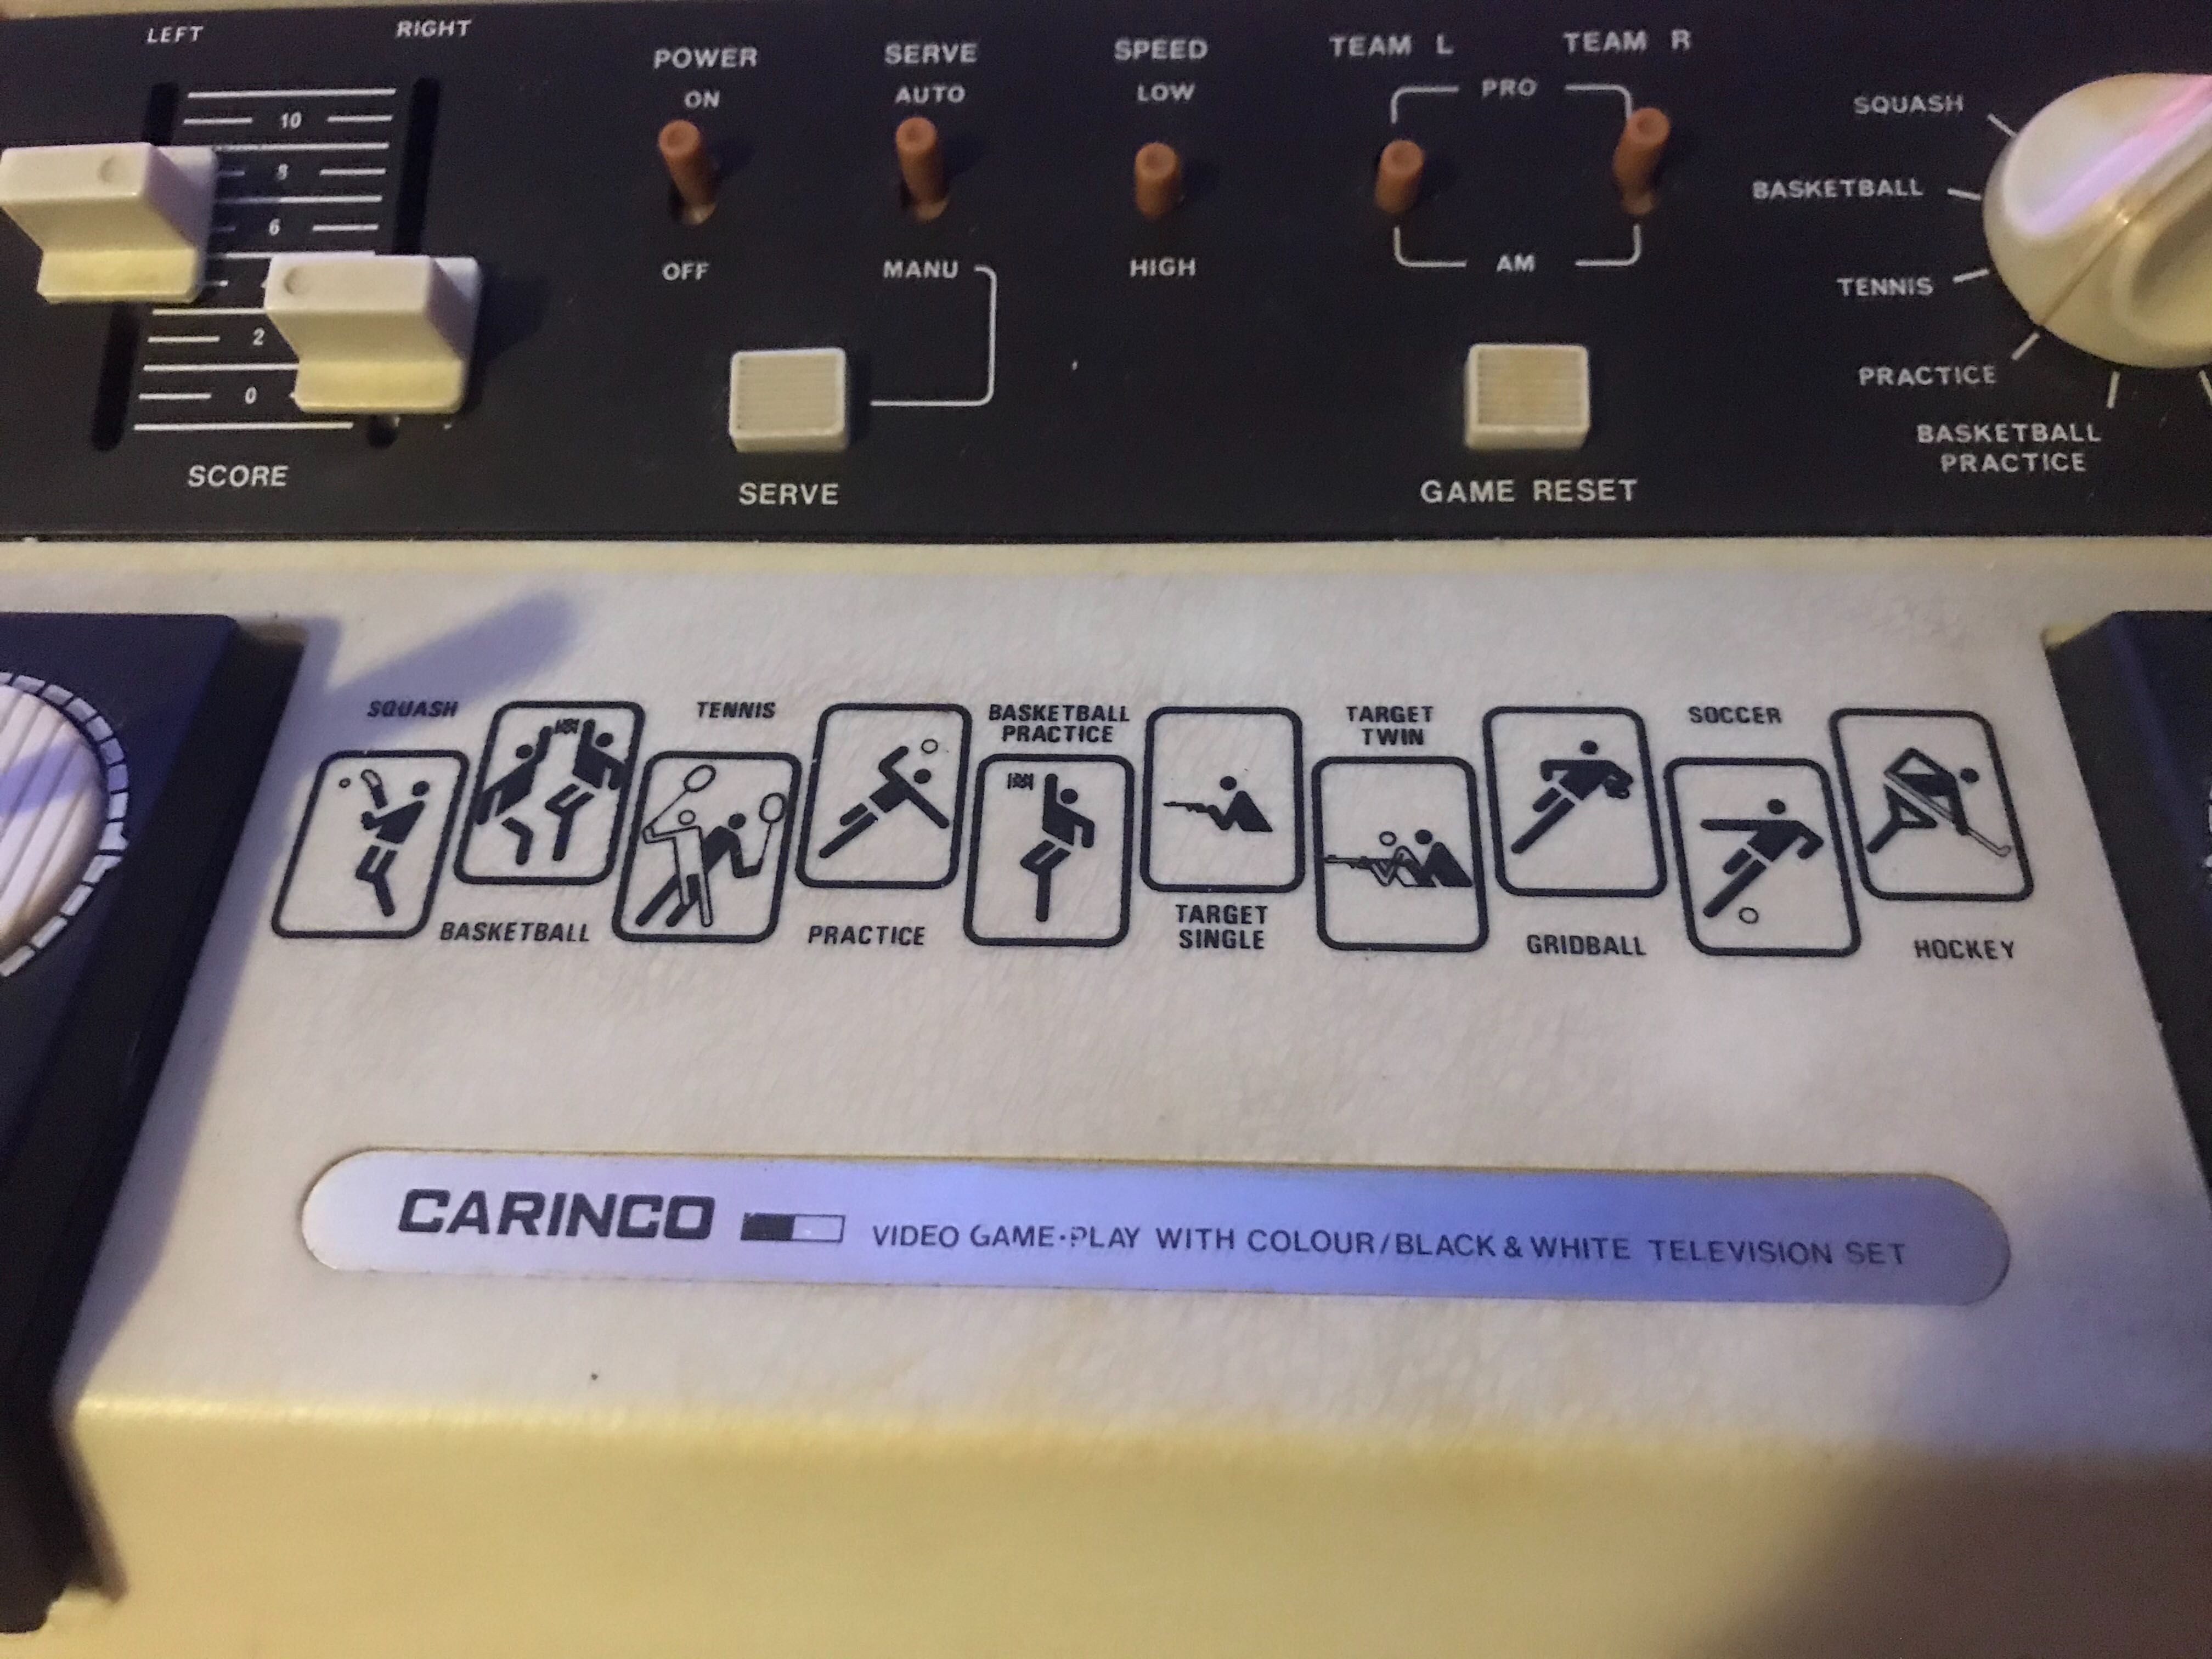 LEFT RIGHT
10
8
6
2
0
SCORE
POWER
ON
OFF
SERVE
AUTO
MANU
SERVE
SPEED
LOW
HIGH
TEAM L TEAM R
PRO
AM
GAME RESET
SQUASH
BASKETBALL
TENNIS
PRACTICE
BASKETBALL
PRACTICE
SQUASH
BASKETBALL
TENNIS
PRACTICE
BASKETBALL
PRACTICE
TARGET
SINGLE
TARGET
TWIN
GRIDBALL
SOCCER
HOCKEY
CARINCO VIDEO GAME·PLAY WITH COLOUR/BLACK & WHITE TELEVISION SET